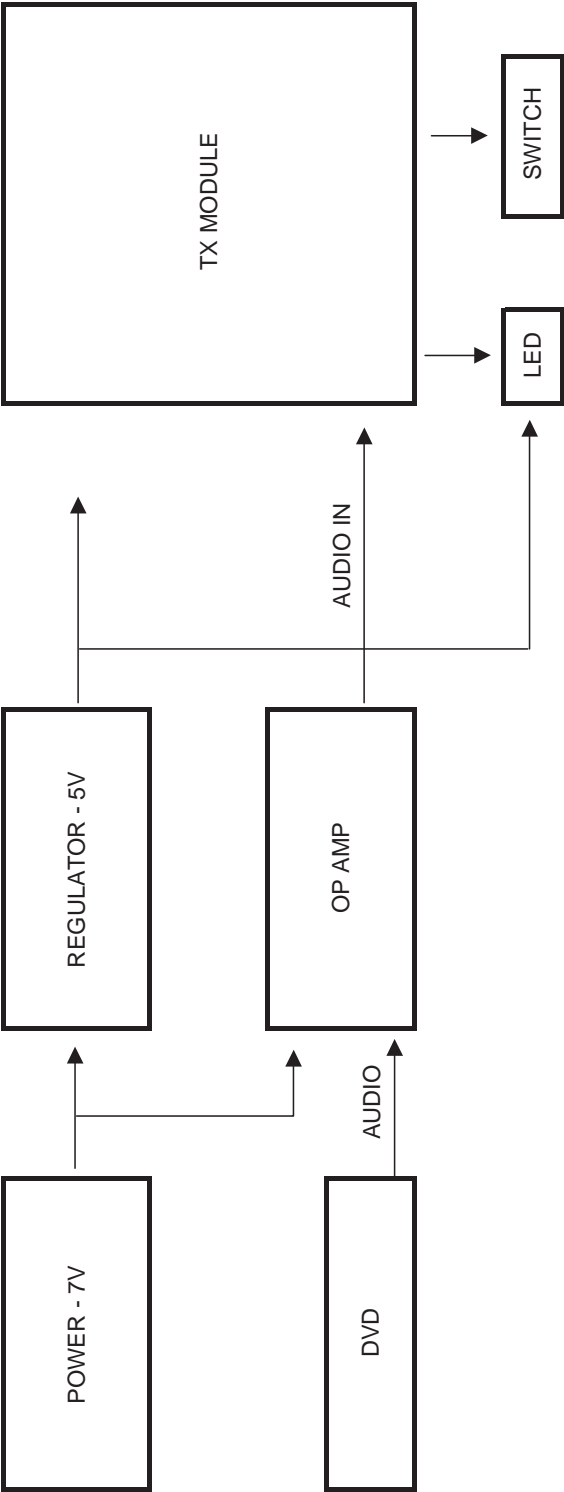 POWER - 7V
REGULATOR - 5V
TX MODULE
DVD
AUDIO
OP AMP
AUDIO IN
LED
SWITCH